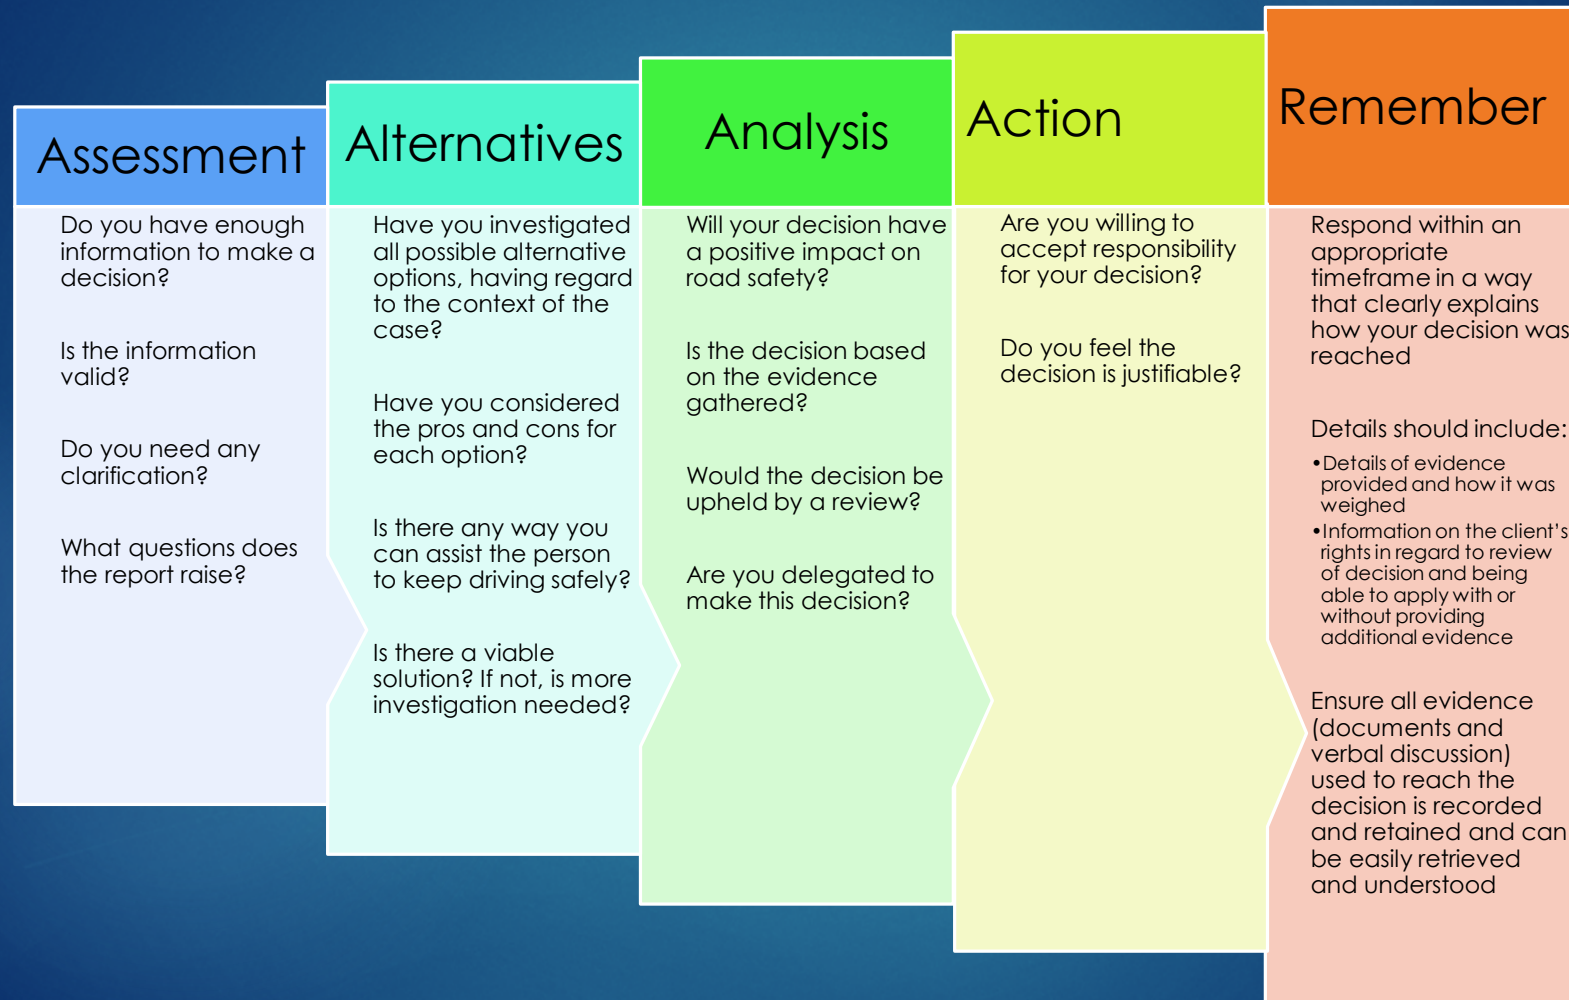 Assessment
Do you have enough
information to make a
decision?
Is the information
valid?
Do you need any
clarification?
What questions does
the report raise?
Alternatives
Have you investigated
all possible alternative
options, having regard
to the context of the
case?
Have you considered
the pros and cons for
each option?
Is there any way you
can assist the person
to keep driving safely?
Is there a viable
solution? If not, is more
investigation needed?
Analysis
Will your decision have
a positive impact on
road safety?
Is the decision based
on the evidence
gathered?
Would the decision be
upheld by a review?
Are you delegated to
make this decision?
Action
Are you willing to
accept responsibility
for your decision?
Do you feel the
decision is justifiable?
Remember
Respond within an
appropriate
timeframe in a way
that clearly explains
how your decision was
reached
Details should include:
•Details of evidence
provided and how it was
weighed
•Information on the client's
rights in regard to review
of decision and being
able to apply with or
without providing
additional evidence
Ensure all evidence
(documents and
verbal discussion)
used to reach the
decision is recorded
and retained and can
be easily retrieved
and understood